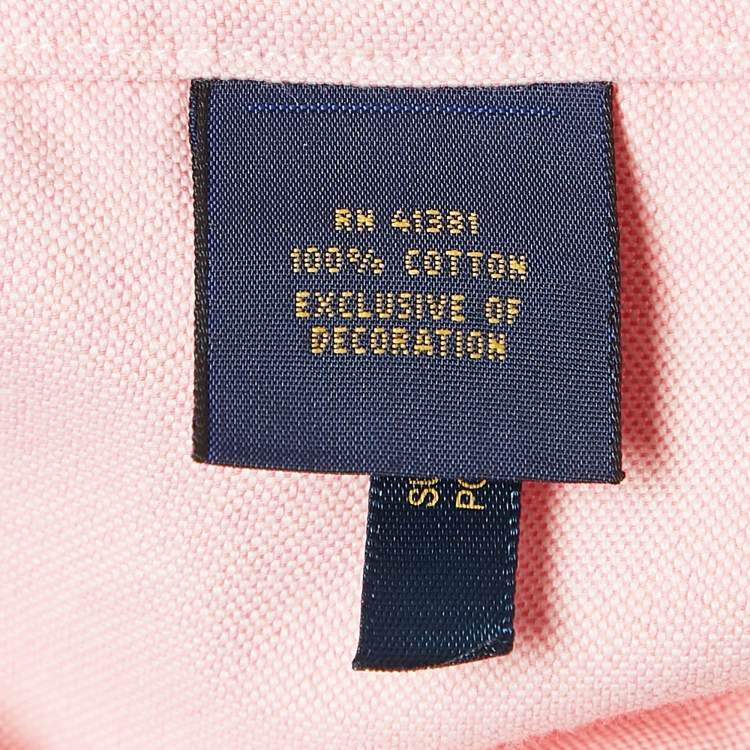 RN 41381
100% COTTON
EXCLUSIVE OF
DECORATION